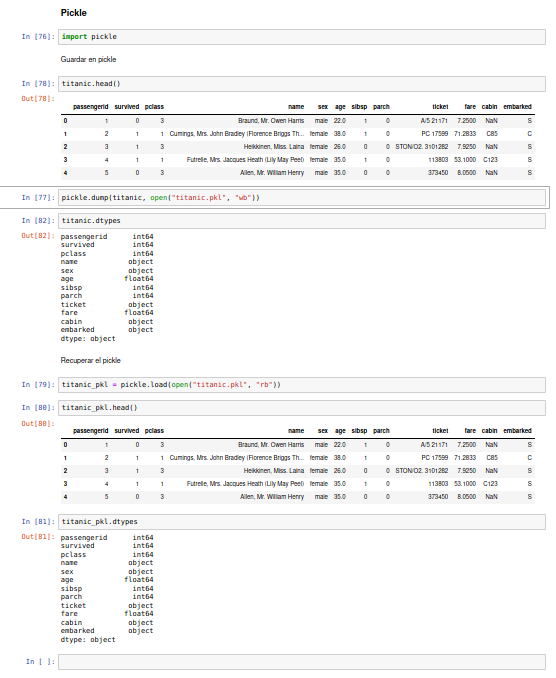 Pickle
In [76]: import pickle
Guardar en pickle
In [78]: titanic.head()
Out[78]:
passengerid survived pclass name sex age sibsp parch ticket fare cabin embarked
0 1 0 3 Braund, Mr. Owen Harris male 22.0 1 0 A/5 21171 7.2500 NaN S
1 2 1 1 Cumings, Mrs. John Bradley (Florence Briggs Th... female 38.0 1 0 PC 17599 71.2833 C85 C
2 3 1 3 Heikkinen, Miss. Laina female 26.0 0 0 STON/O2. 3101282 7.9250 NaN S
3 4 1 1 Futrelle, Mrs. Jacques Heath (Lily May Peel) female 35.0 1 0 113803 53.1000 C123 S
4 5 0 3 Allen, Mr. William Henry male 35.0 0 0 373450 8.0500 NaN S
In [77]: pickle.dump(titanic, open("titanic.pkl", "wb"))
In [82]: titanic.dtypes
Out[82]: passengerid int64
survived int64
pclass int64
name object
sex object
age float64
sibsp int64
parch int64
ticket object
fare float64
cabin object
embarked object
dtype: object
Recuperar el pickle
In [79]: titanic_pkl = pickle.load(open("titanic.pkl", "rb"))
In [80]: titanic_pkl.head()
Out[80]:
passengerid survived pclass name sex age sibsp parch ticket fare cabin embarked
0 1 0 3 Braund, Mr. Owen Harris male 22.0 1 0 A/5 21171 7.2500 NaN S
1 2 1 1 Cumings, Mrs. John Bradley (Florence Briggs Th... female 38.0 1 0 PC 17599 71.2833 C85 C
2 3 1 3 Heikkinen, Miss. Laina female 26.0 0 0 STON/O2. 3101282 7.9250 NaN S
3 4 1 1 Futrelle, Mrs. Jacques Heath (Lily May Peel) female 35.0 1 0 113803 53.1000 C123 S
4 5 0 3 Allen, Mr. William Henry male 35.0 0 0 373450 8.0500 NaN S
In [81]: titanic_pkl.dtypes
Out[81]: passengerid int64
survived int64
pclass int64
name object
sex object
age float64
sibsp int64
parch int64
ticket object
fare float64
cabin object
embarked object
dtype: object
In [ ]: